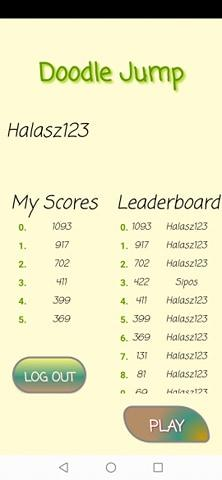 Doodle Jump
Halasz123
My Scores
0. 1093
1. 917
2. 702
3. 411
4. 399
5. 369
LOG OUT
Leaderboard
0. 1093 Halasz123
1. 917 Halasz123
2. 702 Halasz123
3. 422 Sipos
4. 411 Halasz123
5. 399 Halasz123
6. 369 Halasz123
7. 131 Halasz123
8. 81 Halasz123
9 69 Halasz123
PLAY